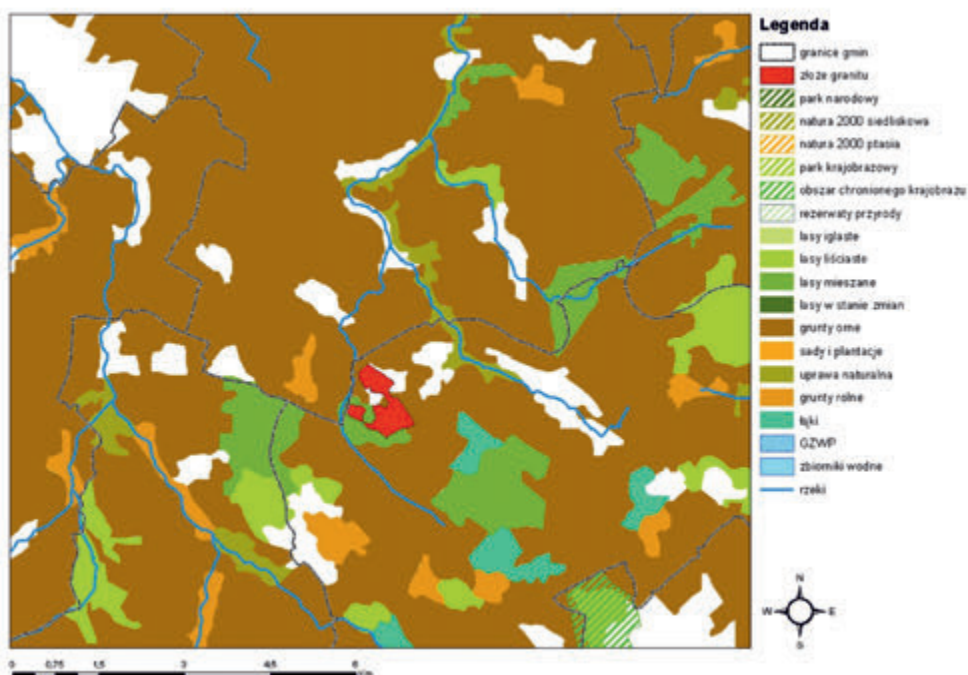 Legenda
granice gmin
złoże granitu
park narodowy
natura 2000 siedliskowa
natura 2000 ptasia
park krajobrazowy
obszar chronionego krajobrazu
rezerwaty przyrody
lasy iglaste
lasy liściaste
lasy mieszane
lasy w stanie zmian
grunty orne
sady i plantacje
uprawa naturalna
grunty rolne
łąki
GZWP
zbiorniki wodne
rzeki
N
W E
S
0 0,75 1,5 3 4,5 6